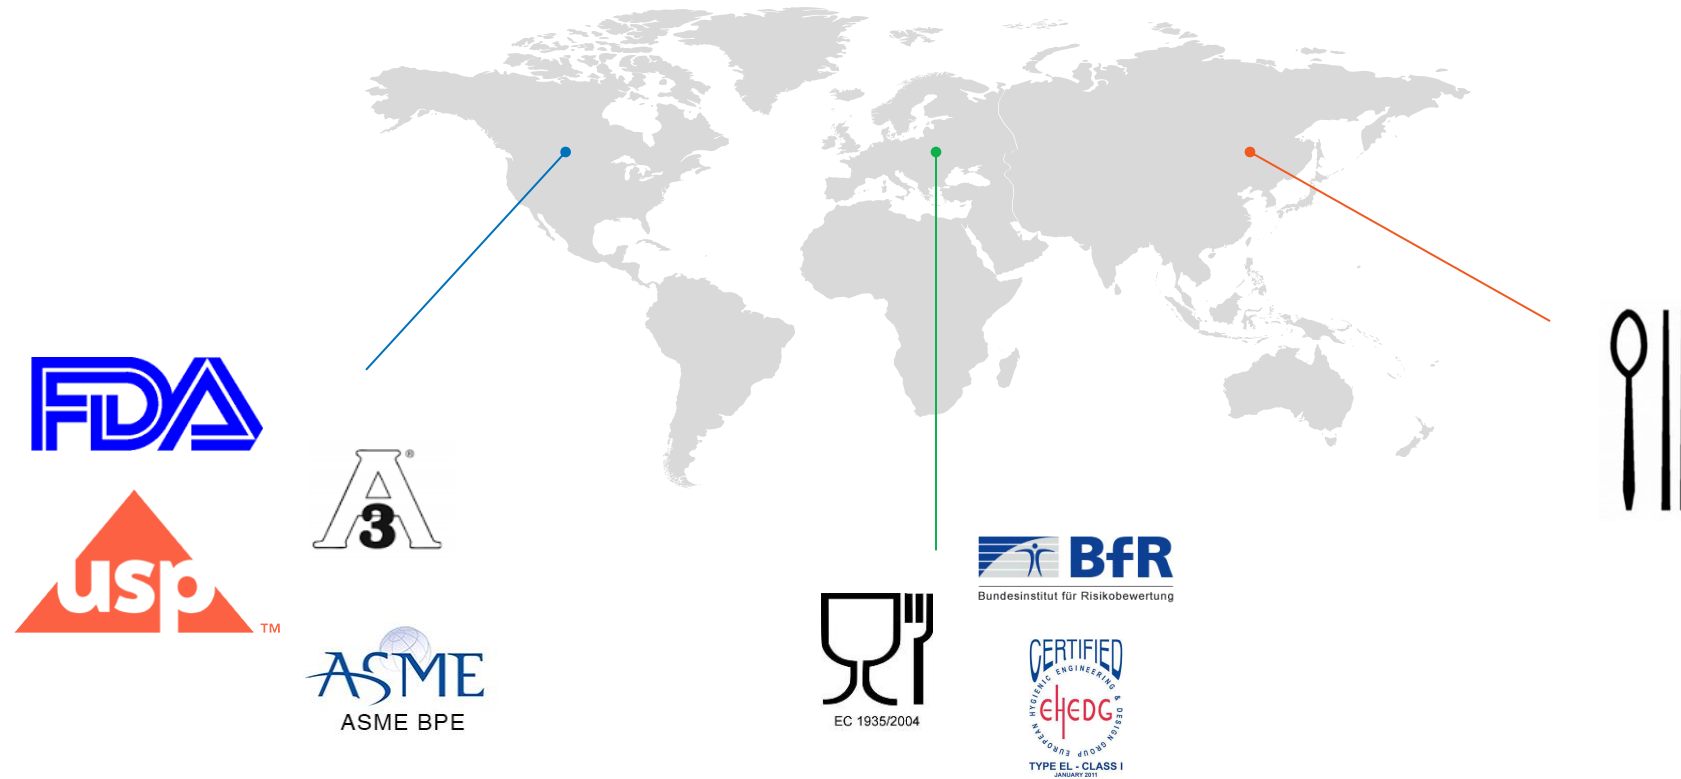 FDA
A®
3
usp
TM
ASME
ASME BPE
EC 1935/2004
BfR
Bundesinstitut für Risikobewertung
CERTIFIED
EUROPEAN HYGIENIC ENGINEERING & DESIGN GROUP
EHEDG
TYPE EL - CLASS I
JANUARY 2011